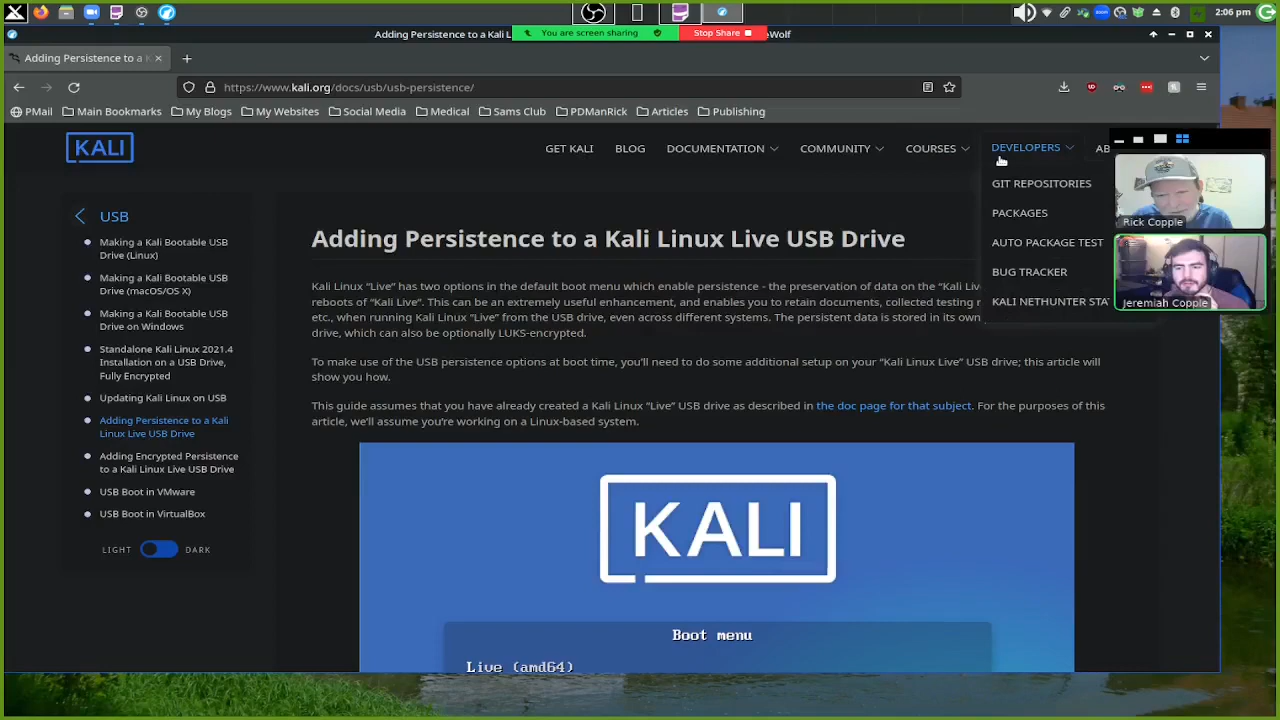 2:06 pm
Adding Persistence to a Kali L
eWolf
You are screen sharing
Stop Share
Adding Persistence to a K
https://www.kali.org/docs/usb/usb-persistence/
PMail
Main Bookmarks
My Blogs
My Websites
Social Media
Medical
Sams Club
PDManRick
Articles
Publishing
KALI
GET KALI
BLOG
DOCUMENTATION
COMMUNITY
COURSES
DEVELOPERS
AB
GIT REPOSITORIES
PACKAGES
AUTO PACKAGE TEST
BUG TRACKER
KALI NETHUNTER STA
Rick Copple
Jeremiah Copple
USB
Making a Kali Bootable USB
(Linux)
Making a Kali Bootable USB
(macOS/OS X)
Making a Kali Bootable USB
Drive on Windows
Standalone Kali Linux 2021.4
Installation on a USB Drive,
Fully Encrypted
Updating Kali Linux on USB
Adding Persistence to a Kali
Linux Live USB Drive
Adding Encrypted Persistence
to a Kali Linux Live USB Drive
USB Boot in VMware
USB Boot in VirtualBox
LIGHT
DARK
Adding Persistence to a Kali Linux Live USB Drive
Kali Linux “Live” has two options in the default boot menu which enable persistence - the preservation of data on the “Kali Live
reboots of “Kali Live”. This can be an extremely useful enhancement, and enables you to retain documents, collected testing r
etc., when running Kali Linux “Live” from the USB drive, even across different systems. The persistent data is stored in its own
drive, which can also be optionally LUKS-encrypted.
To make use of the USB persistence options at boot time, you’ll need to do some additional setup on your “Kali Linux Live” USB drive; this article will
show you how.
This guide assumes that you have already created a Kali Linux “Live” USB drive as described in the doc page for that subject. For the purposes of this
article, we’ll assume you’re working on a Linux-based system.
KALI
Boot menu
Live (amd64)